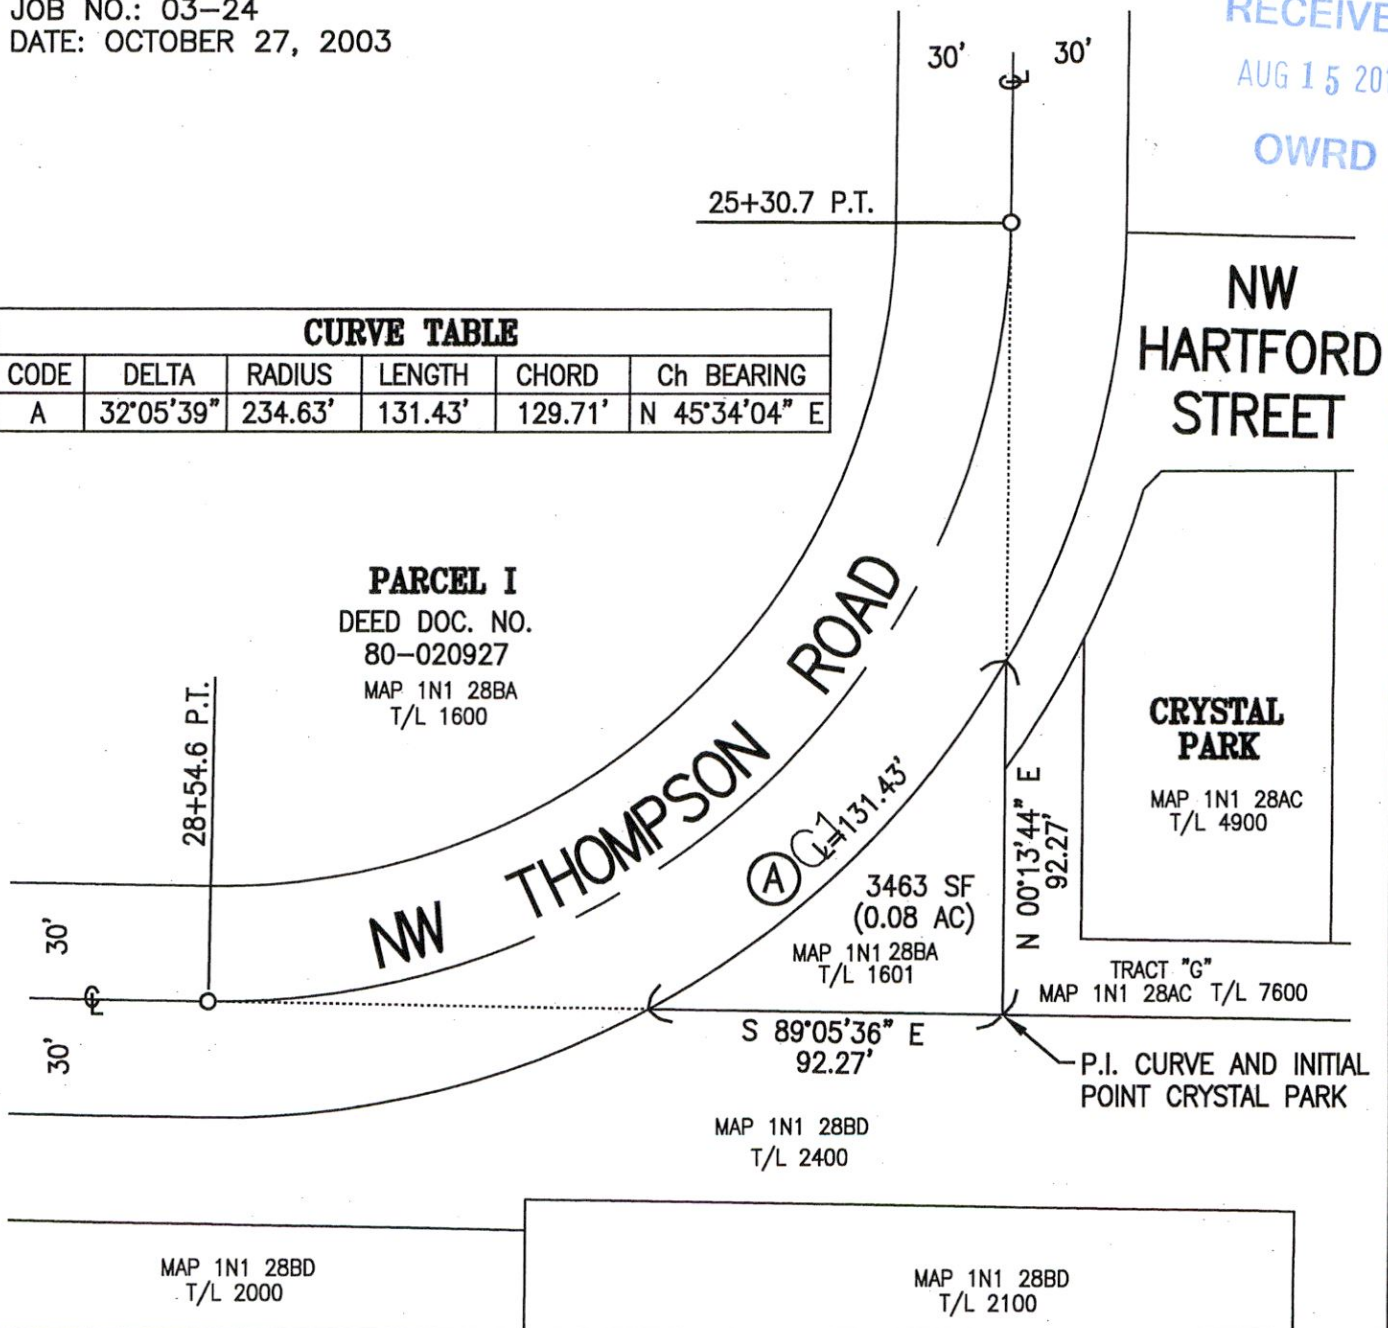 JOB NO.: 03-24
DATE: OCTOBER 27, 2003
AUG 15
OWRD
30'
30'
25+30.7 P.T.
NW
HARTFORD
STREET
CURVE TABLE
CODE DELTA RADIUS LENGTH CHORD Ch BEARING
A 32°05'39" 234.63' 131.43' 129.71' N 45°34'04" E
PARCEL I
DEED DOC. NO.
80-020927
MAP 1N1 28BA
T/L 1600
28+54.6 P.T.
NW THOMPSON ROAD
CRYSTAL
PARK
MAP 1N1 28AC
T/L 4900
A
C1
L=131.43'
3463 SF
(0.08 AC)
MAP 1N1 28BA
T/L 1601
N 00°13'44" E
92.27'
TRACT "G"
MAP 1N1 28AC T/L 7600
30'
30'
S 89°05'36" E
92.27'
P.I. CURVE AND INITIAL
POINT CRYSTAL PARK
MAP 1N1 28BD
T/L 2400
MAP 1N1 28BD
T/L 2000
MAP 1N1 28BD
T/L 2100